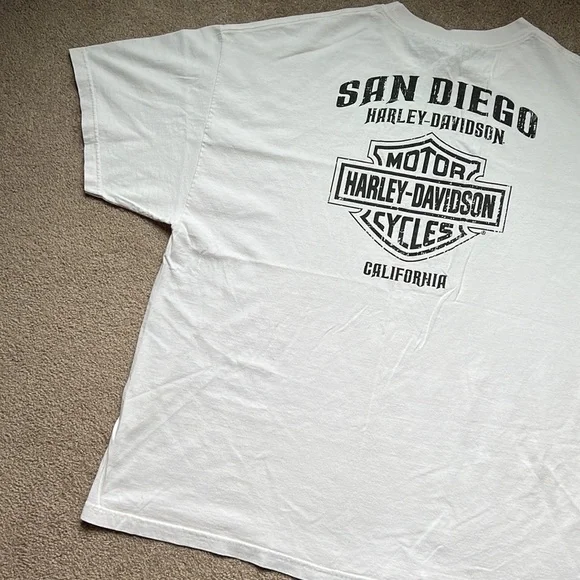 SAN DIEGO
HARLEY-DAVIDSON
MOTOR
HARLEY-DAVIDSON
CYCLES
®
CALIFORNIA